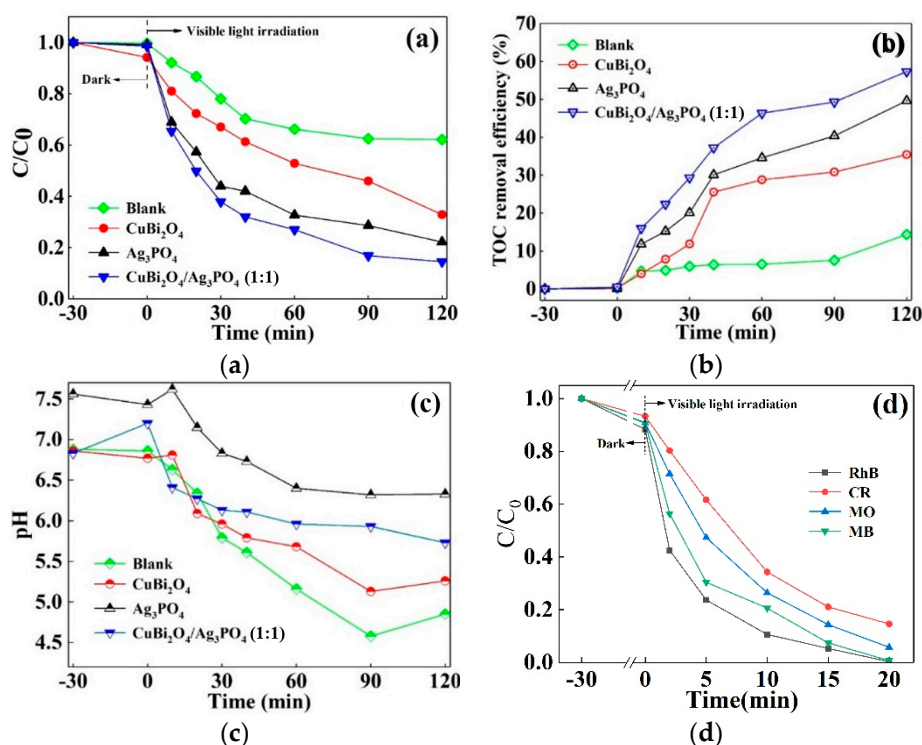 (a)
Visible light irradiation
Dark
C/C0
1.0
0.8
0.6
0.4
0.2
0.0
Blank
CuBi₂O₄
Ag₃PO₄
CuBi₂O₄/Ag₃PO₄ (1:1)
-30 0 30 60 90 120
Time (min)
(a)
(b)
TOC removal efficiency (%)
70
60
50
40
30
20
10
0
Blank
CuBi₂O₄
Ag₃PO₄
CuBi₂O₄/Ag₃PO₄ (1:1)
-30 0 30 60 90 120
Time (min)
(b)
(c)
pH
7.5
7.0
6.5
6.0
5.5
5.0
4.5
Blank
CuBi₂O₄
Ag₃PO₄
CuBi₂O₄/Ag₃PO₄ (1:1)
-30 0 30 60 90 120
Time (min)
(c)
(d)
Visible light irradiation
Dark
C/C₀
1.0
0.8
0.6
0.4
0.2
0.0
RhB
CR
MO
MB
-30 0 5 10 15 20
Time(min)
(d)